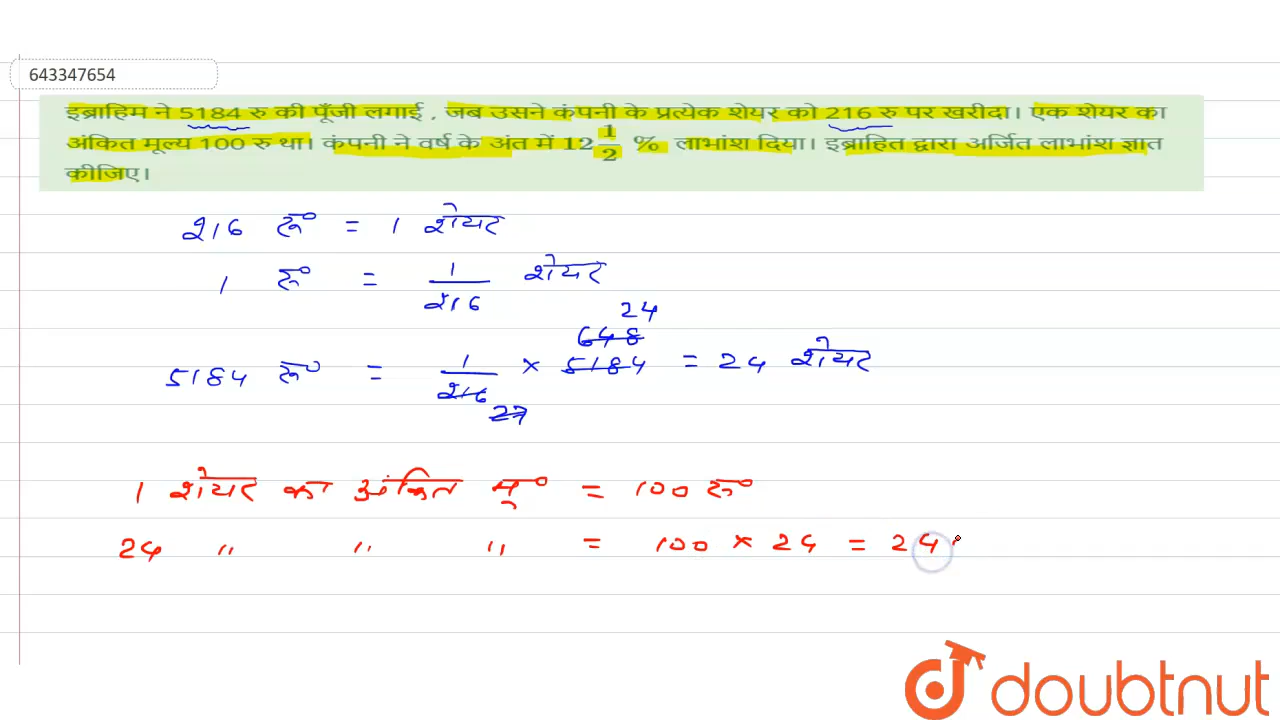 643347654
इब्राहिम ने 5184 रु की पूँजी लगाई , जब उसने कंपनी के प्रत्येक शेयर को 216 रु पर खरीदा। एक शेयर का
अंकित मूल्य 100 रु था। कंपनी ने वर्ष के अंत में 12 1/2 % लाभांश दिया। इब्राहित द्वारा अर्जित लाभांश ज्ञात
कीजिए।
216 रु० = 1 शेयर
1 रु० = 1/216 शेयर
24
648
5184 रु० = 1/216 × 5184 = 24 शेयर
27
1 शेयर का अंकित मू० = 100 रु०
24 " " " = 100 × 24 = 24
doubtnut